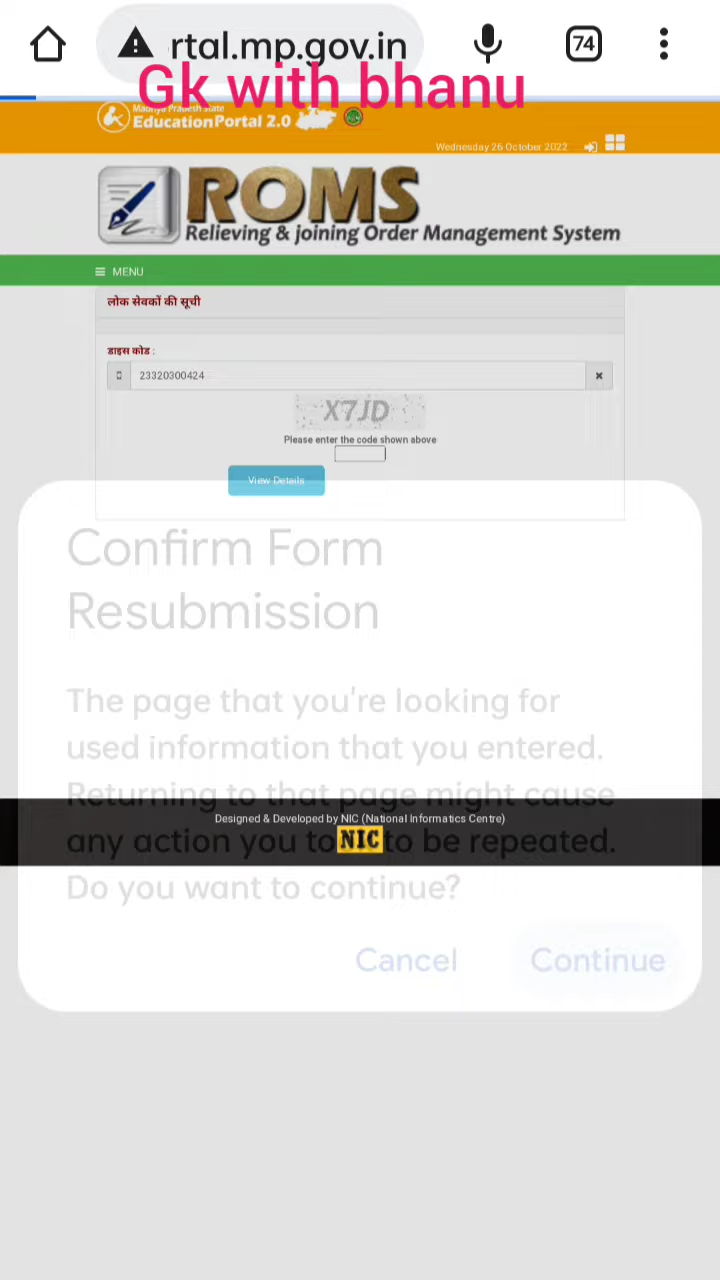 rtal.mp.gov.in
74
Gk with bhanu
Madhya Pradesh State
EducationPortal 2.0
Wednesday 26 October 2022
ROMS
Relieving & joining Order Management System
MENU
लोक सेवकों की सूची
डाइस कोड :
23320300424
X7JD
Please enter the code shown above
View Details
Confirm Form
Resubmission
The page that you're looking for
used information that you entered.
Returning to that page might cause
Designed & Developed by NIC (National Informatics Centre)
any action you to to be repeated.
NIC
Do you want to continue?
Cancel Continue